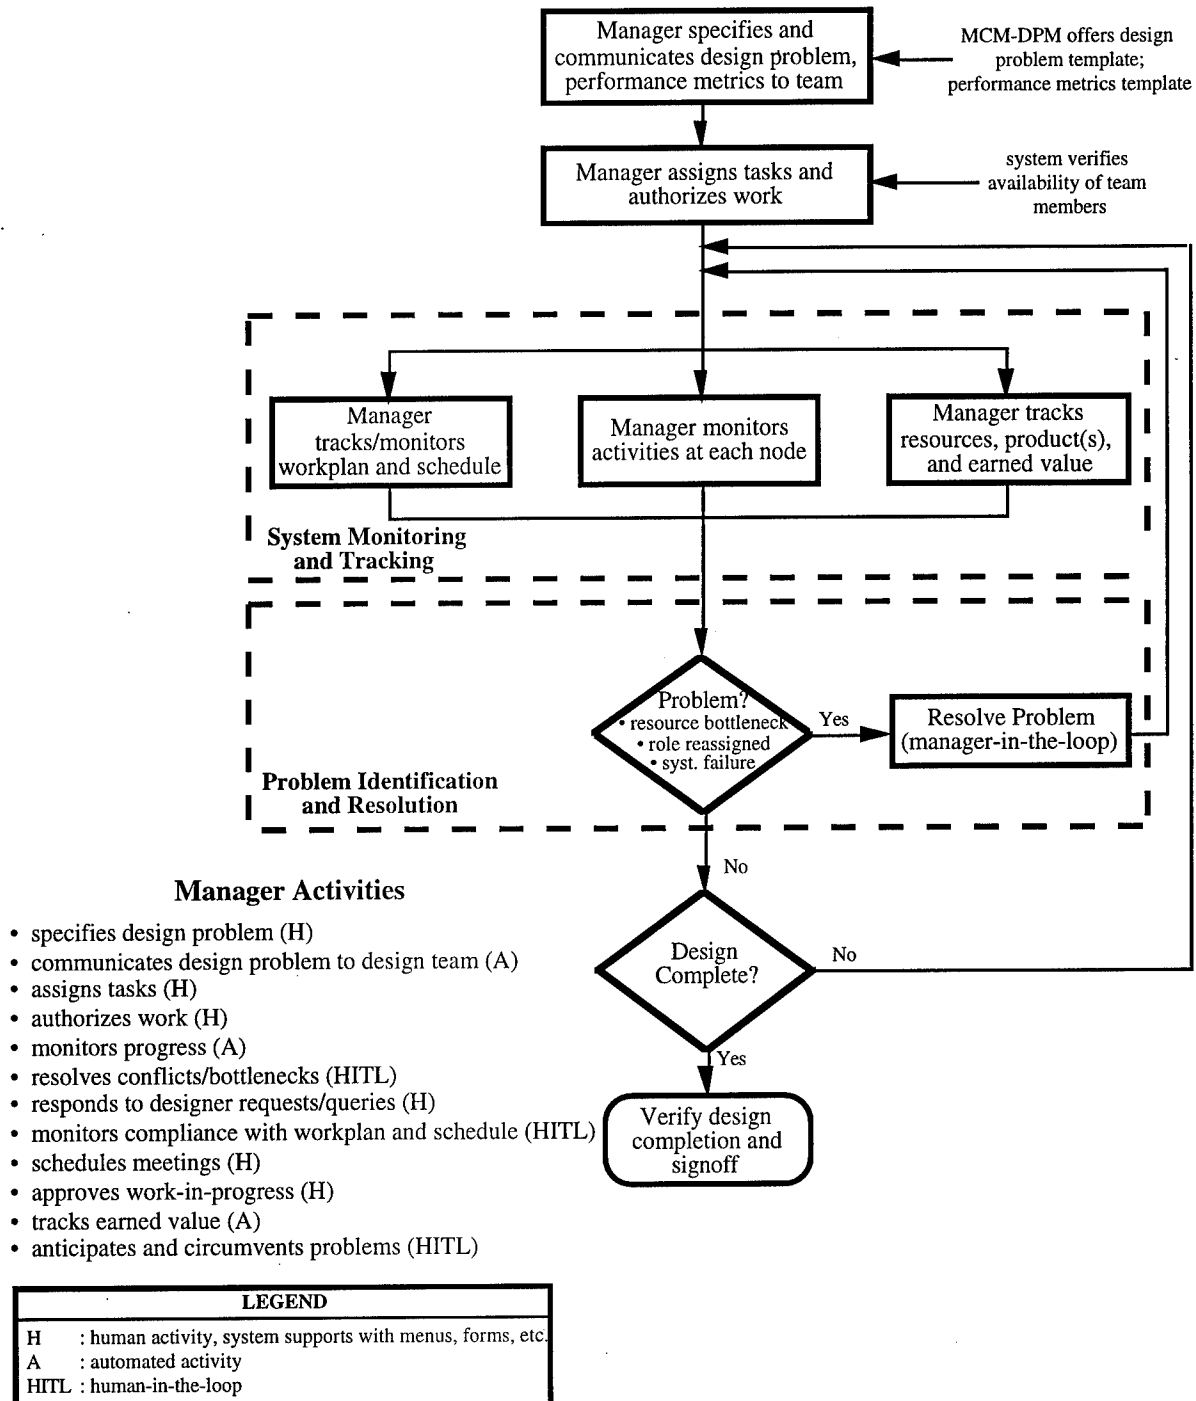 Manager specifies and
communicates design problem,
performance metrics to team
MCM-DPM offers design
problem template;
performance metrics template
Manager assigns tasks and
authorizes work
system verifies
availability of team
members
Manager
tracks/monitors
workplan and schedule
Manager monitors
activities at each node
Manager tracks
resources, product(s),
and earned value
System Monitoring
and Tracking
Problem?
• resource bottleneck
• role reassigned
• syst. failure
Yes
Resolve Problem
(manager-in-the-loop)
Problem Identification
and Resolution
No
Design
Complete?
No
Yes
Verify design
completion and
signoff
Manager Activities
• specifies design problem (H)
• communicates design problem to design team (A)
• assigns tasks (H)
• authorizes work (H)
• monitors progress (A)
• resolves conflicts/bottlenecks (HITL)
• responds to designer requests/queries (H)
• monitors compliance with workplan and schedule (HITL)
• schedules meetings (H)
• approves work-in-progress (H)
• tracks earned value (A)
• anticipates and circumvents problems (HITL)
LEGEND
H : human activity, system supports with menus, forms, etc.
A : automated activity
HITL : human-in-the-loop